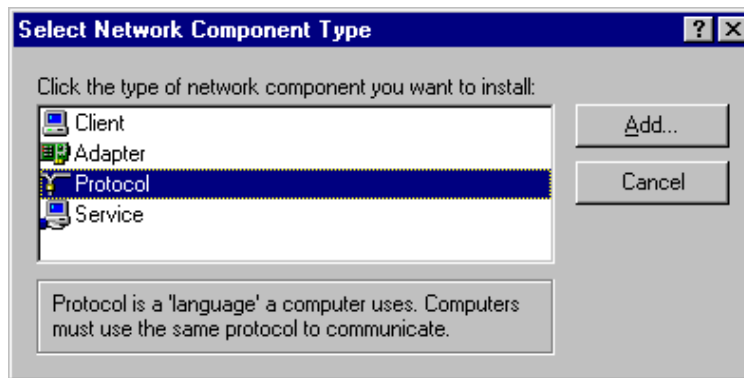 Select Network Component Type
Click the type of network component you want to install:
Client
Add...
Adapter
Protocol
Cancel
Service
Protocol is a 'language' a computer uses. Computers
must use the same protocol to communicate.